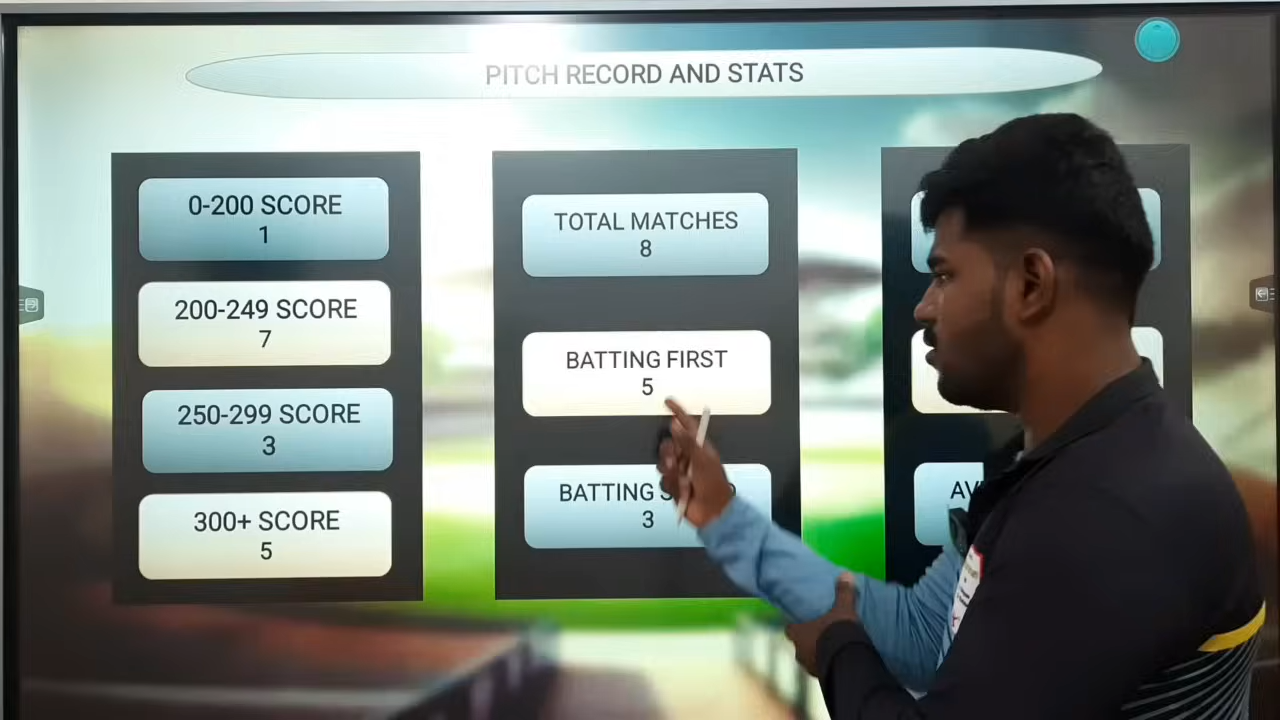 PITCH RECORD AND STATS
0-200 SCORE
1
200-249 SCORE
7
250-299 SCORE
3
300+ SCORE
5
TOTAL MATCHES
8
BATTING FIRST
5
BATTING
3